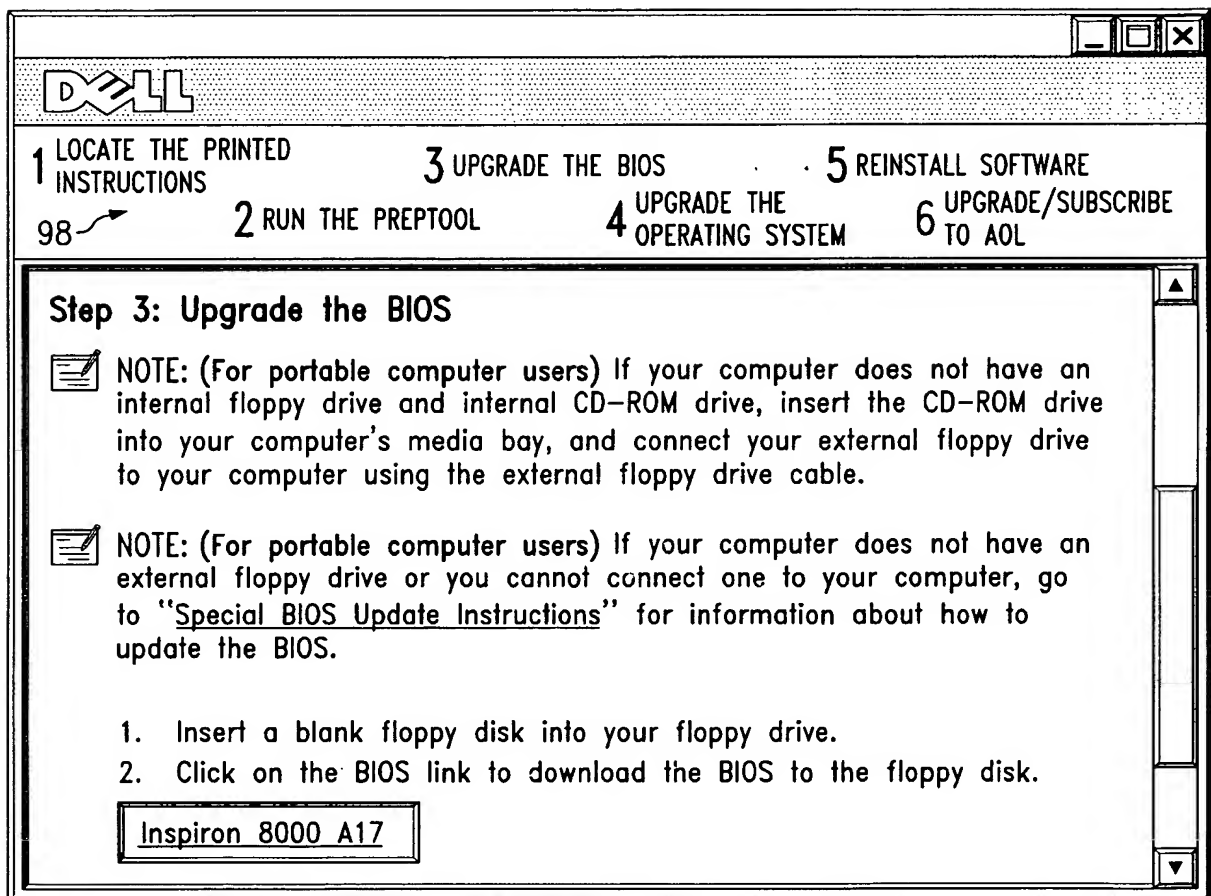 DELL
1 LOCATE THE PRINTED INSTRUCTIONS
98
2 RUN THE PREPTOOL
3 UPGRADE THE BIOS
4 UPGRADE THE OPERATING SYSTEM
5 REINSTALL SOFTWARE
6 UPGRADE/SUBSCRIBE TO AOL
Step 3: Upgrade the BIOS
NOTE: (For portable computer users) If your computer does not have an
internal floppy drive and internal CD-ROM drive, insert the CD-ROM drive
into your computer's media bay, and connect your external floppy drive
to your computer using the external floppy drive cable.
NOTE: (For portable computer users) If your computer does not have an
external floppy drive or you cannot connect one to your computer, go
to "Special BIOS Update Instructions" for information about how to
update the BIOS.
1. Insert a blank floppy disk into your floppy drive.
2. Click on the BIOS link to download the BIOS to the floppy disk.
Inspiron 8000 A17